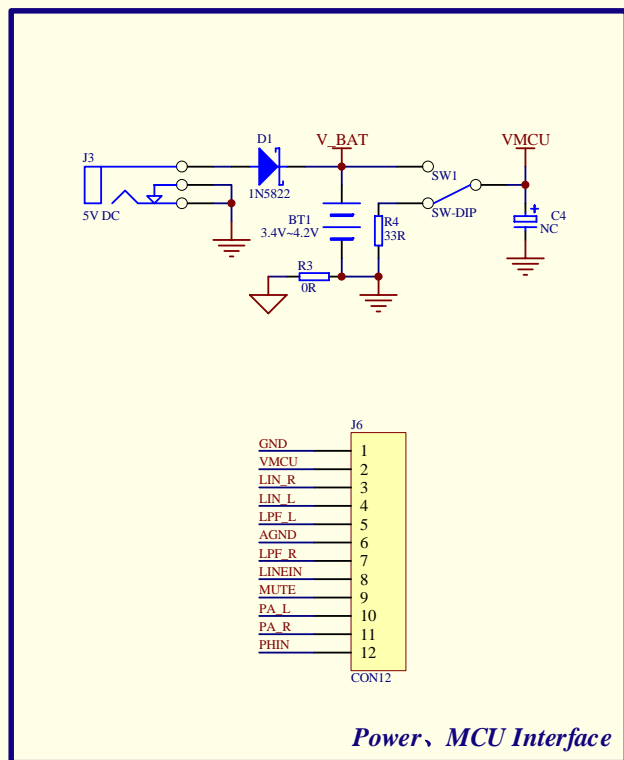 J3
5V DC
D1
1N5822
V_BAT
BT1
3.4V~4.2V
R4
33R
R3
0R
SW1
SW-DIP
VMCU
+
C4
NC
J6
GND 1
VMCU 2
LIN_R 3
LIN_L 4
LPF_L 5
AGND 6
LPF_R 7
LINEIN 8
MUTE 9
PA_L 10
PA_R 11
PHIN 12
CON12
Power、MCU Interface